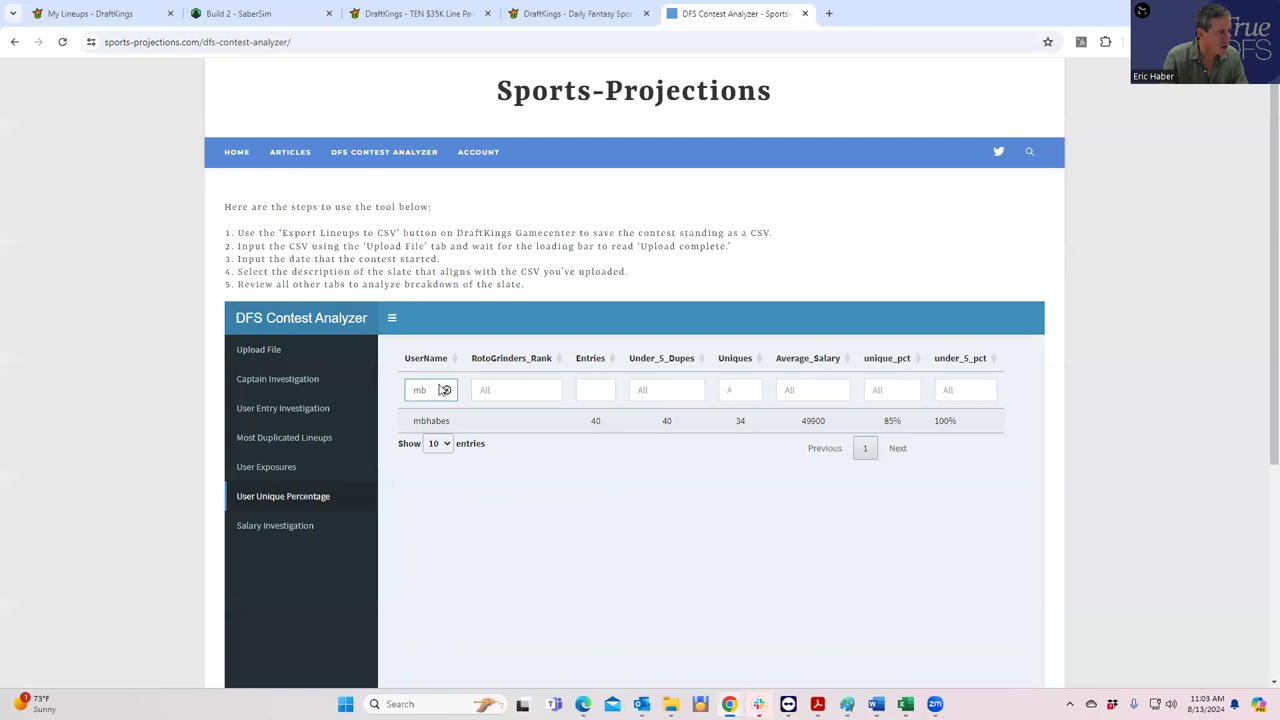 My Lineups - DraftKings
Build 2 - SaberSim
DraftKings - TEN $35K Line Pai
DraftKings - Daily Fantasy Spor
DFS Contest Analyzer - Sports-
sports-projections.com/dfs-contest-analyzer/
True
DFS
Eric Haber
Sports-Projections
HOME ARTICLES DFS CONTEST ANALYZER ACCOUNT
Here are the steps to use the tool below:
1. Use the ‘Export Lineups to CSV’ button on DraftKings Gamecenter to save the contest standing as a CSV.
2. Input the CSV using the ‘Upload File’ tab and wait for the loading bar to read ‘Upload complete.’
3. Input the date that the contest started.
4. Select the description of the slate that aligns with the CSV you’ve uploaded.
5. Review all other tabs to analyze breakdown of the slate.
DFS Contest Analyzer
Upload File
Captain Investigation
User Entry Investigation
Most Duplicated Lineups
User Exposures
User Unique Percentage
Salary Investigation
UserName RotoGrinders_Rank Entries Under_5_Dupes Uniques Average_Salary unique_pct under_5_pct
mb All All A All All All
mbhabes 40 40 34 49900 85% 100%
Show 10 entries
Previous 1 Next
1
73°F
Sunny
Search
11:03 AM
8/13/2024